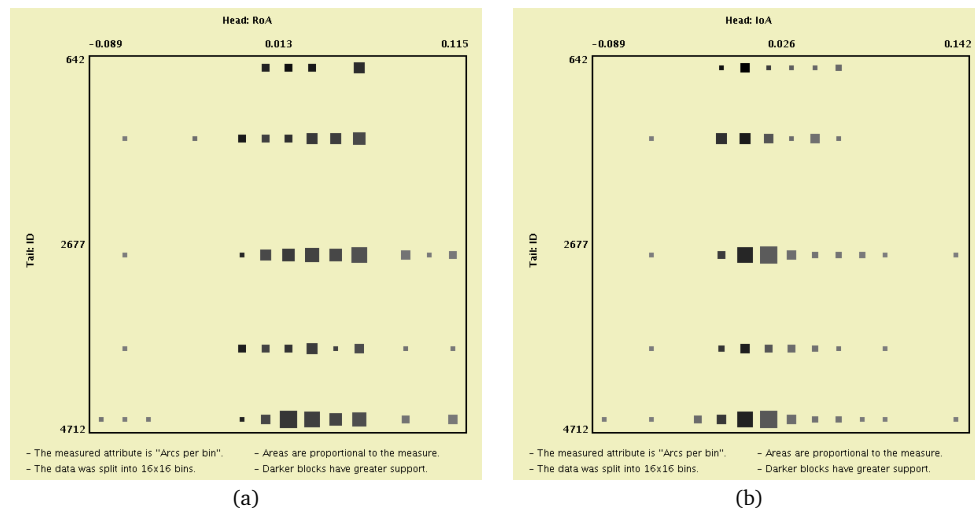 Head: RoA
-0.089 0.013 0.115
642
Tail: ID
2677
4712
- The measured attribute is "Arcs per bin". - Areas are proportional to the measure.
- The data was split into 16x16 bins. - Darker blocks have greater support.
(a)
Head: IoA
-0.089 0.026 0.142
642
Tail: ID
2677
4712
- The measured attribute is "Arcs per bin". - Areas are proportional to the measure.
- The data was split into 16x16 bins. - Darker blocks have greater support.
(b)